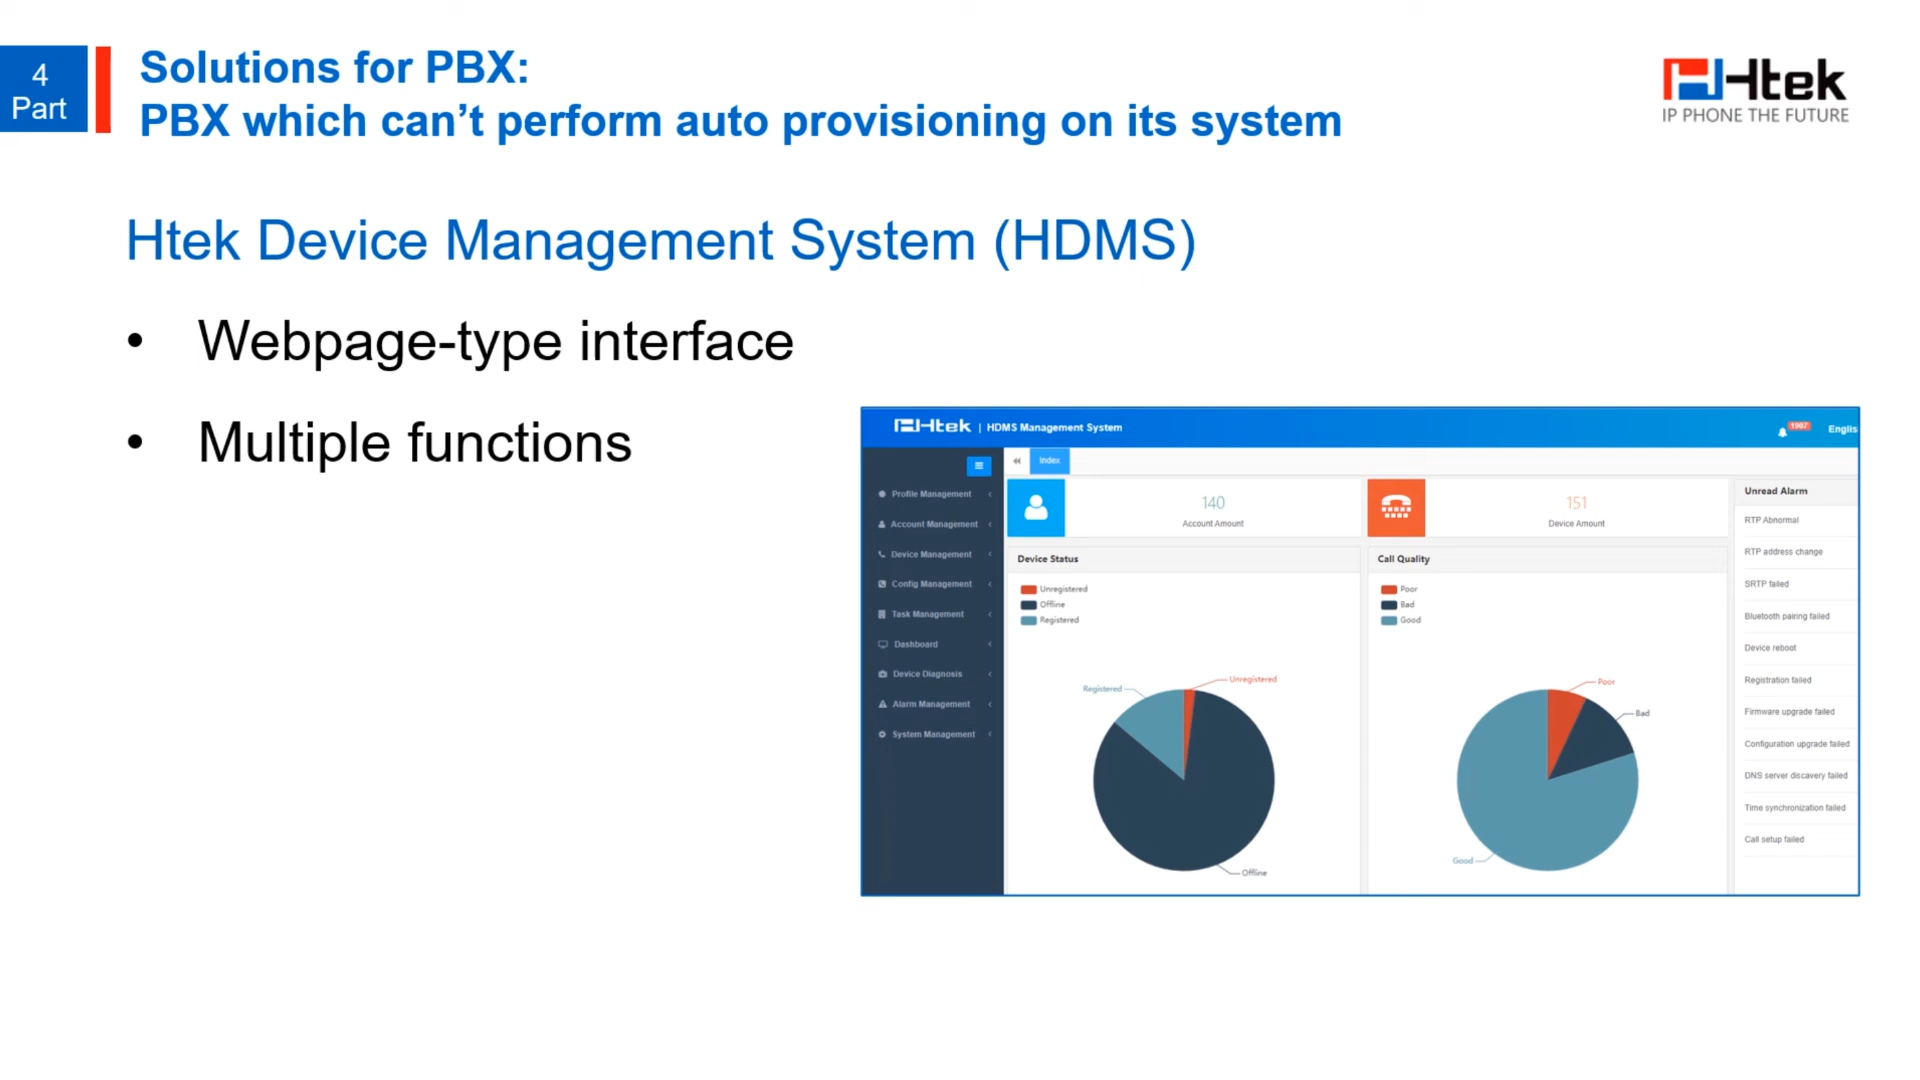 4
Part
Solutions for PBX:
PBX which can’t perform auto provisioning on its system
Htek
IP PHONE THE FUTURE
Htek Device Management System (HDMS)
• Webpage-type interface
• Multiple functions
Htek | HDMS Management System
1907
Englis
Index
Profile Management
Account Management
Device Management
Config Management
Task Management
Dashboard
Device Diagnosis
Alarm Management
System Management
140
Account Amount
151
Device Amount
Device Status
Unregistered
Offline
Registered
Registered
Unregistered
Offline
Call Quality
Poor
Bad
Good
Poor
Bad
Good
Unread Alarm
RTP Abnormal
RTP address change
SRTP failed
Bluetooth pairing failed
Device reboot
Registration failed
Firmware upgrade failed
Configuration upgrade failed
DNS server discavery failed
Time synchronization failed
Call setup failed